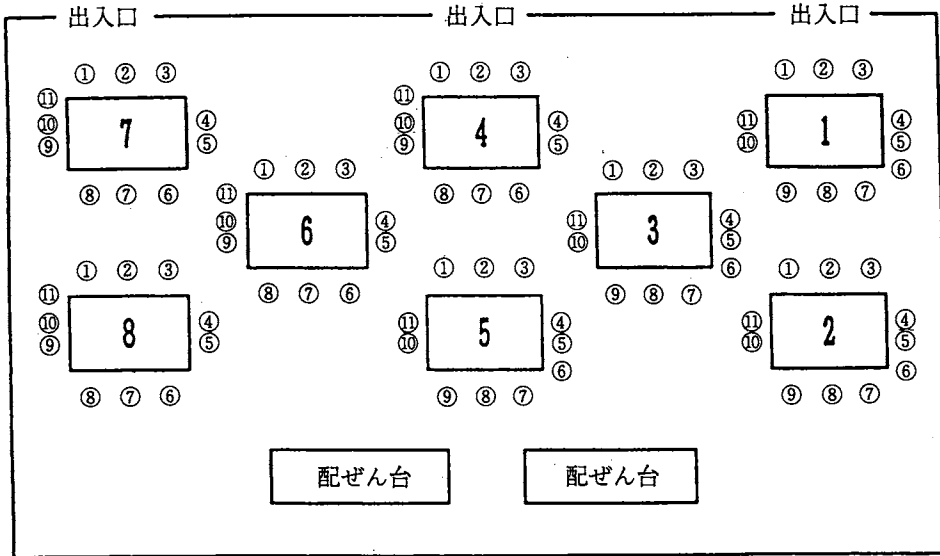 出入口 出入口 出入口
① ② ③ ① ② ③ ① ② ③
⑪ ⑪ ⑪ ④
⑩ 7 ④ ⑩ 4 ④ ⑩ 1 ⑤
⑨ ⑤ ⑨ ⑤ ⑥
⑧ ⑦ ⑥ ⑧ ⑦ ⑥ ⑨ ⑧ ⑦
① ② ③ ① ② ③
⑪ ⑪ ④
⑩ 6 ④ ⑩ 3 ⑤
⑨ ⑤ ⑥
⑧ ⑦ ⑥ ⑨ ⑧ ⑦
① ② ③ ① ② ③ ① ② ③
⑪ ⑪ ④ ⑪ ④
⑩ 8 ④ ⑩ 5 ⑤ ⑩ 2 ⑤
⑨ ⑤ ⑥ ⑥
⑧ ⑦ ⑥ ⑨ ⑧ ⑦ ⑨ ⑧ ⑦
配ぜん台 配ぜん台